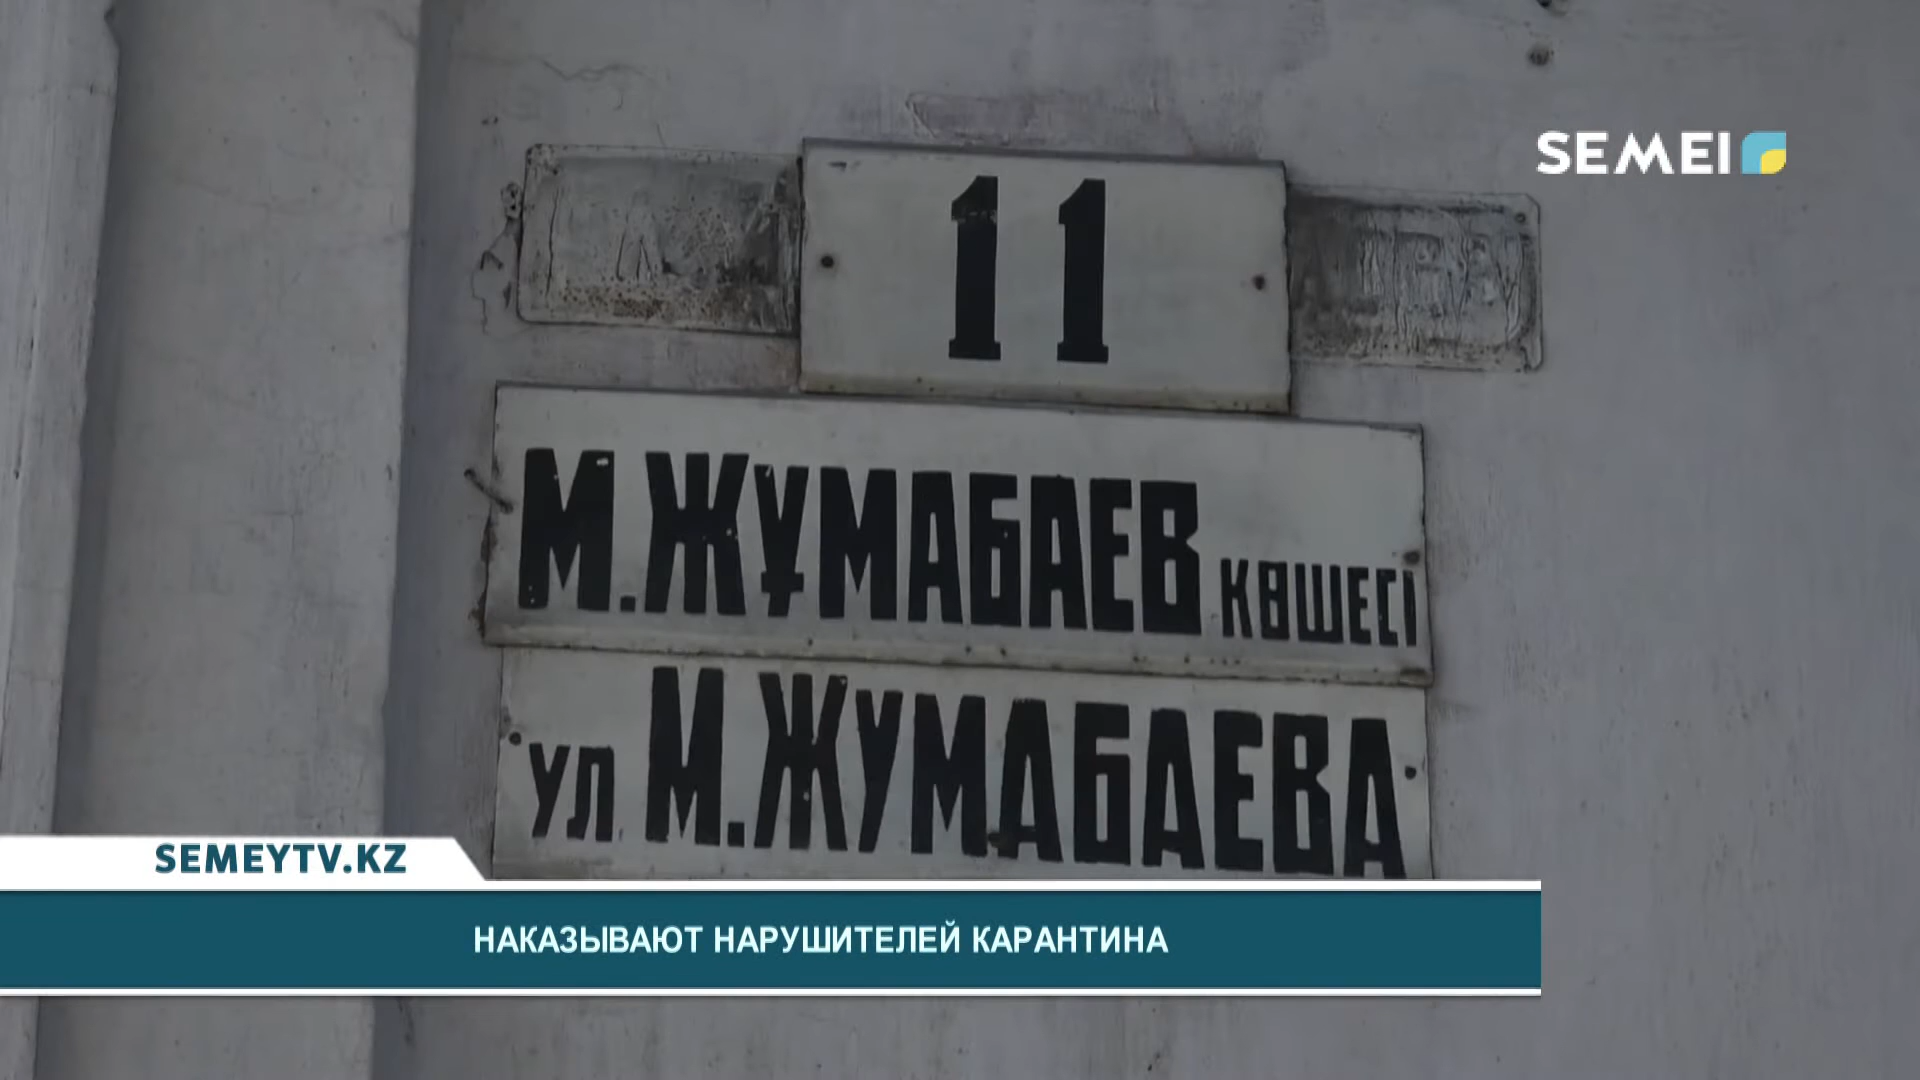 SEMEI
11
М.ЖҰМАБАЕВ КӨШЕСІ
УЛ М.ЖУМАБАЕВА
SEMEYTV.KZ
НАКАЗЫВАЮТ НАРУШИТЕЛЕЙ КАРАНТИНА